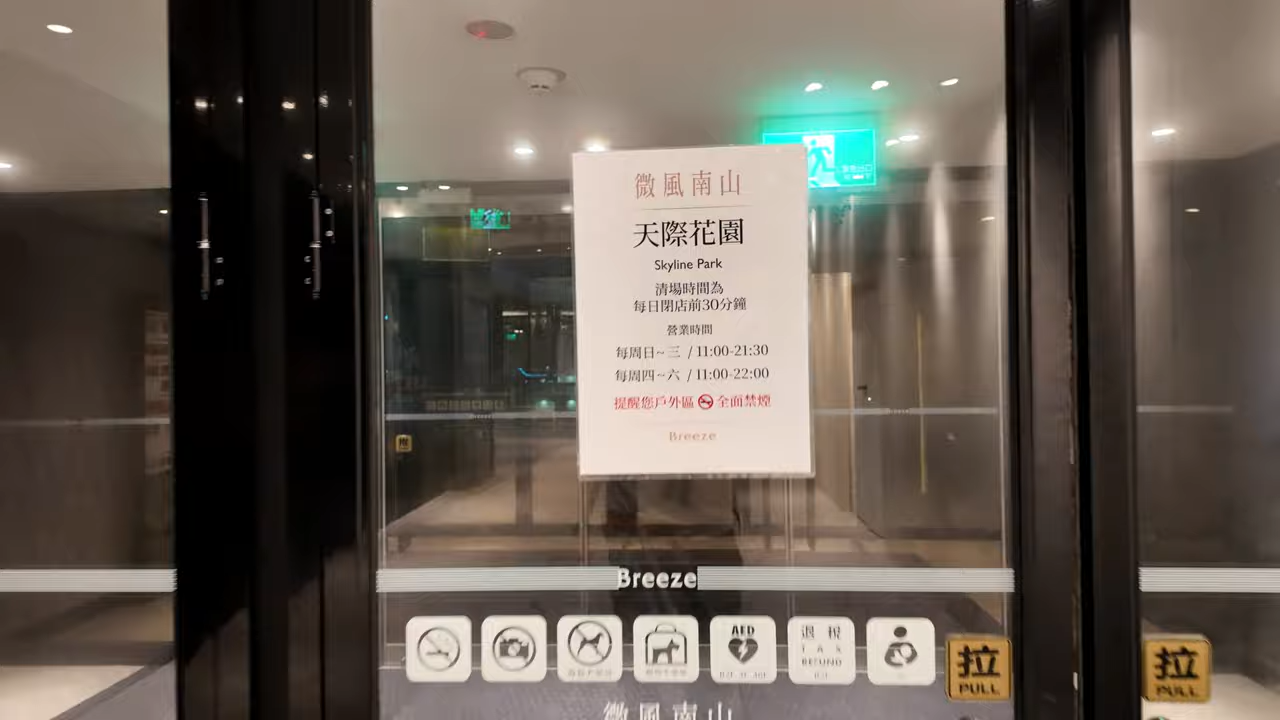 微風南山
天際花園
Skyline Park
清場時間為
每日閉店前30分鐘
營業時間
每周日~三 / 11:00-21:30
每周四~六 / 11:00-22:00
提醒您戶外區 全面禁煙
Breeze
Breeze
AED
退稅
TAX
REFUND
拉
PULL
拉
PULL
微風南山